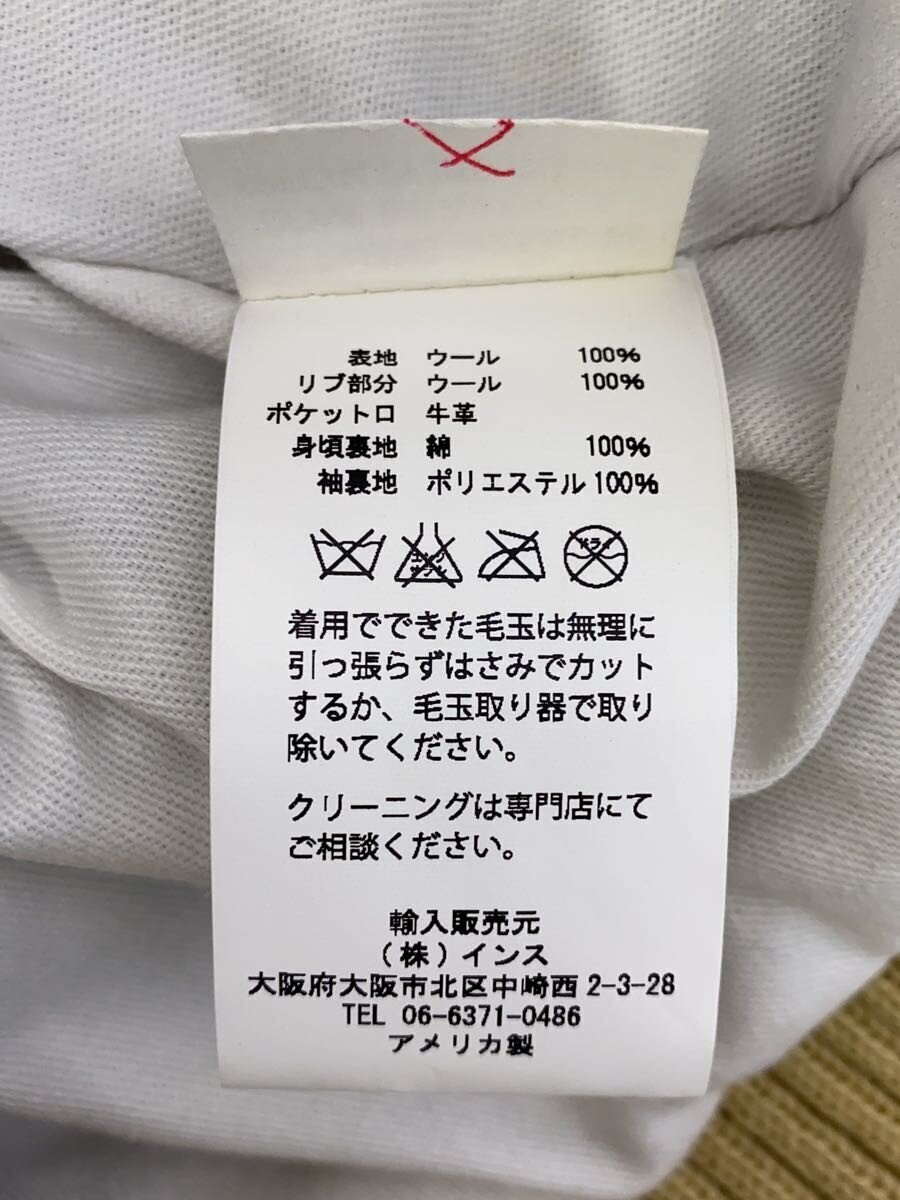 表地 ウール 100%
リブ部分 ウール 100%
ポケット口 牛革
身頃裏地 綿 100%
袖裏地 ポリエステル 100%
着用でできた毛玉は無理に
引っ張らずはさみでカット
するか、毛玉取り器で取り
除いてください。
クリーニングは専門店にて
ご相談ください。
輸入販売元
(株)インス
大阪府大阪市北区中崎西 2-3-28
TEL 06-6371-0486
アメリカ製